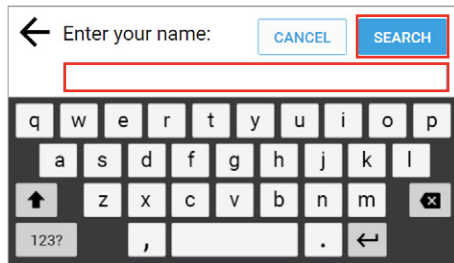 Enter your name: CANCEL SEARCH
q w e r t y u i o p
a s d f g h j k l
z x c v b n m
123? , .